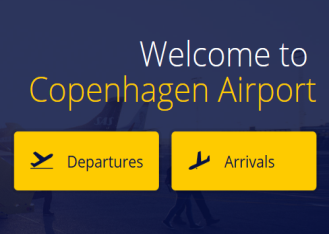 Welcome to
Copenhagen Airport
Departures
Arrivals